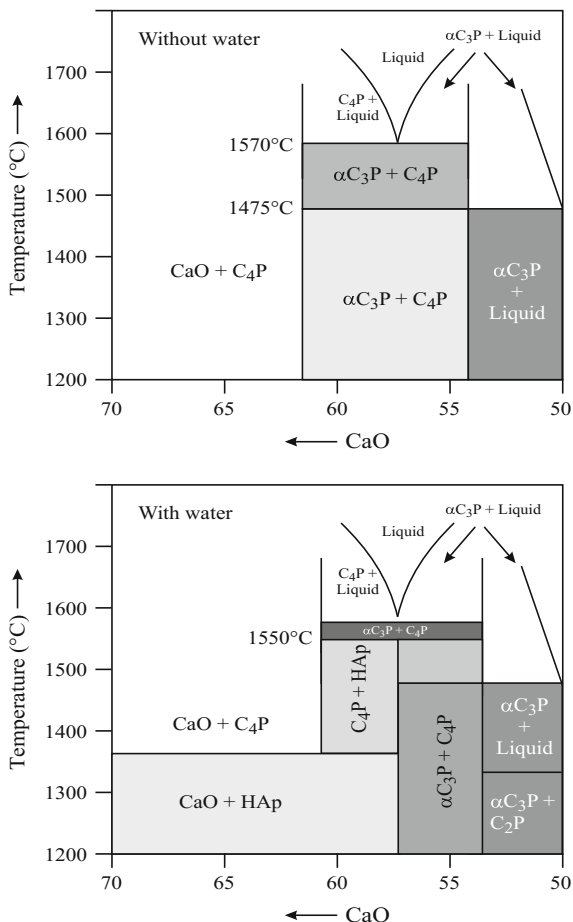 Without water
αC₃P + Liquid
Liquid
C₄P +
Liquid
1700
1600
1500
1400
1300
1200
Temperature (°C)
1570°C
1475°C
αC₃P + C₄P
CaO + C₄P
αC₃P + C₄P
αC₃P
+
Liquid
70
65
60
55
50
CaO
With water
αC₃P + Liquid
Liquid
C₄P +
Liquid
1700
1600
1500
1400
1300
1200
Temperature (°C)
1550°C
αC₃P + C₄P
C₄P + HAp
CaO + C₄P
αC₃P + C₄P
αC₃P
+
Liquid
CaO + HAp
αC₃P +
C₂P
70
65
60
55
50
CaO